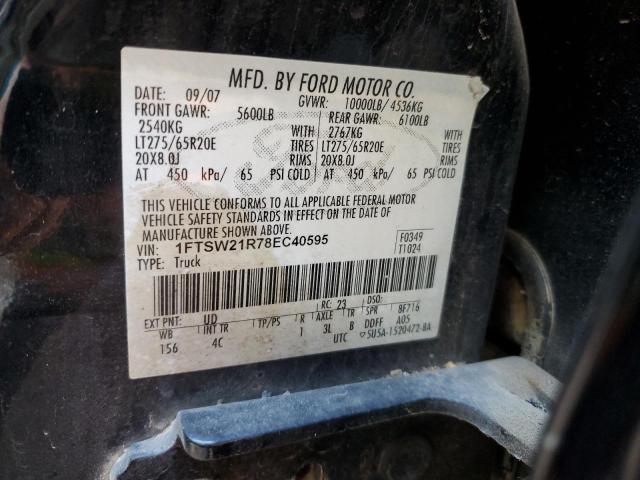 MFD. BY FORD MOTOR CO.
DATE: 09/07 GVWR: 10000LB/ 4536KG
FRONT GAWR: 5600LB REAR GAWR: 6100LB
2540KG WITH 2767KG WITH
LT275/65R20E TIRES LT275/65R20E TIRES
20X8.0J RIMS 20X8.0J RIMS
AT 450 kPa/ 65 PSI COLD AT 450 kPa/ 65 PSI COLD
THIS VEHICLE CONFORMS TO ALL APPLICABLE FEDERAL MOTOR
VEHICLE SAFETY STANDARDS IN EFFECT ON THE DATE OF
MANUFACTURE SHOWN ABOVE.
VIN: 1FTSW21R78EC40595 F0349
TYPE: Truck T1024
RC: 23 DSO:
EXT PNT: UD 8F716
WB INT TR TP/PS R AXLE TR SPR A05
156 4C 1 3L B DDFF
UTC 5U5A-1520472-BA
Ford